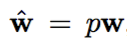 ŵ = pw.